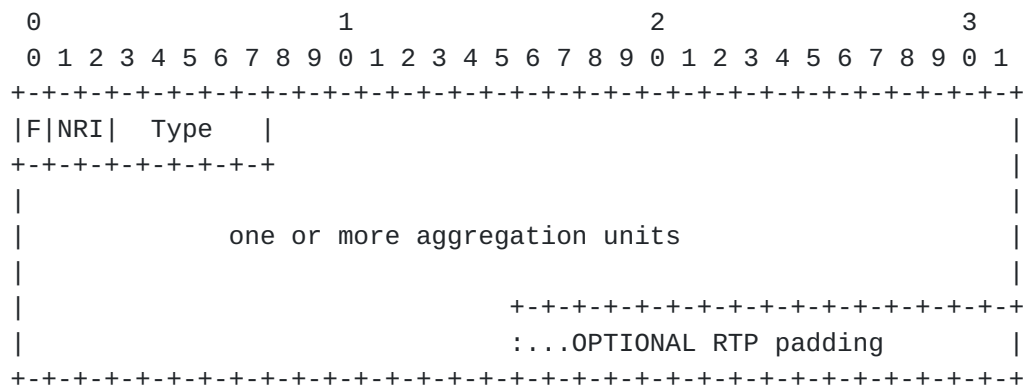 0                   1                   2                   3
 0 1 2 3 4 5 6 7 8 9 0 1 2 3 4 5 6 7 8 9 0 1 2 3 4 5 6 7 8 9 0 1
+-+-+-+-+-+-+-+-+-+-+-+-+-+-+-+-+-+-+-+-+-+-+-+-+-+-+-+-+-+-+-+-+
|F|NRI|  Type   |                                               |
+-+-+-+-+-+-+-+-+                                               |
|                                                               |
|             one or more aggregation units                     |
|                                                               |
|                               +-+-+-+-+-+-+-+-+-+-+-+-+-+-+-+-+
|                               :...OPTIONAL RTP padding        |
+-+-+-+-+-+-+-+-+-+-+-+-+-+-+-+-+-+-+-+-+-+-+-+-+-+-+-+-+-+-+-+-+